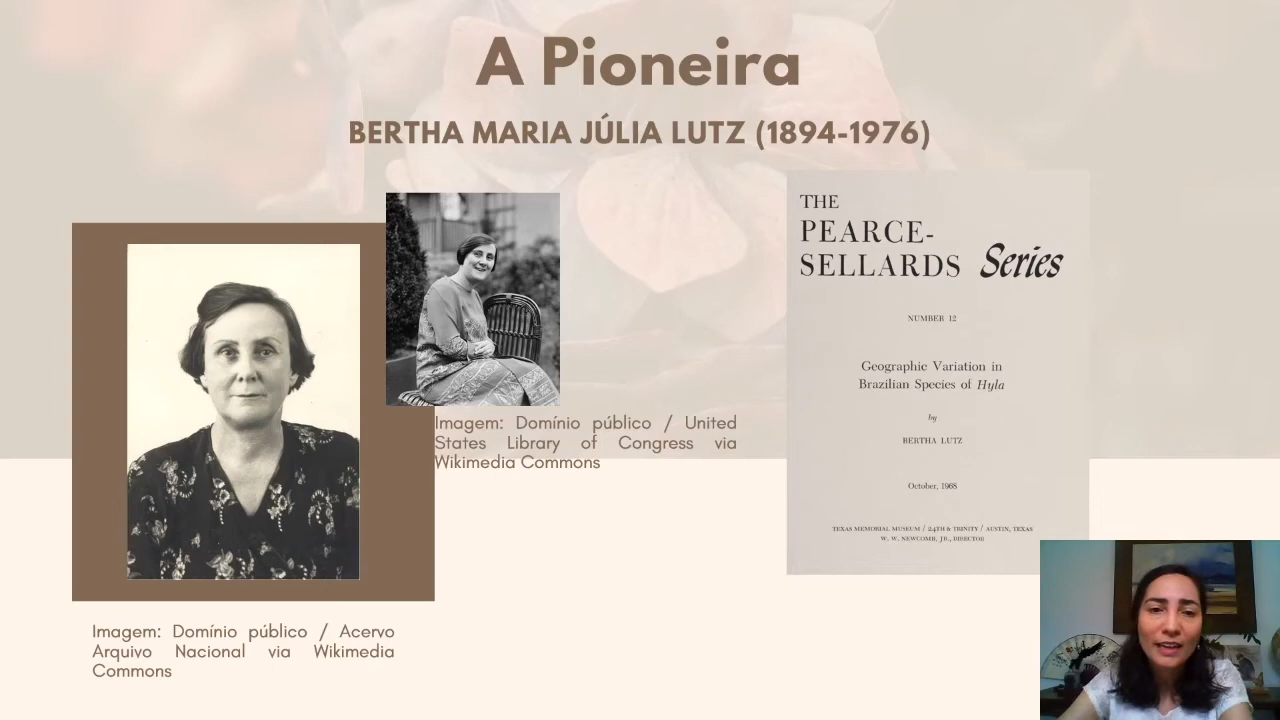 A Pioneira
BERTHA MARIA JÚLIA LUTZ (1894-1976)
Imagem: Domínio público / United
States Library of Congress via
Wikimedia Commons
Imagem: Domínio público / Acervo
Arquivo Nacional via Wikimedia
Commons
THE
PEARCE-
SELLARDS Series
NUMBER 12
Geographic Variation in
Brazilian Species of Hyla
by
BERTHA LUTZ
October, 1968
TEXAS MEMORIAL MUSEUM / 24TH & TRINITY / AUSTIN, TEXAS
W. W. NEWCOMB, JR., DIRECTOR